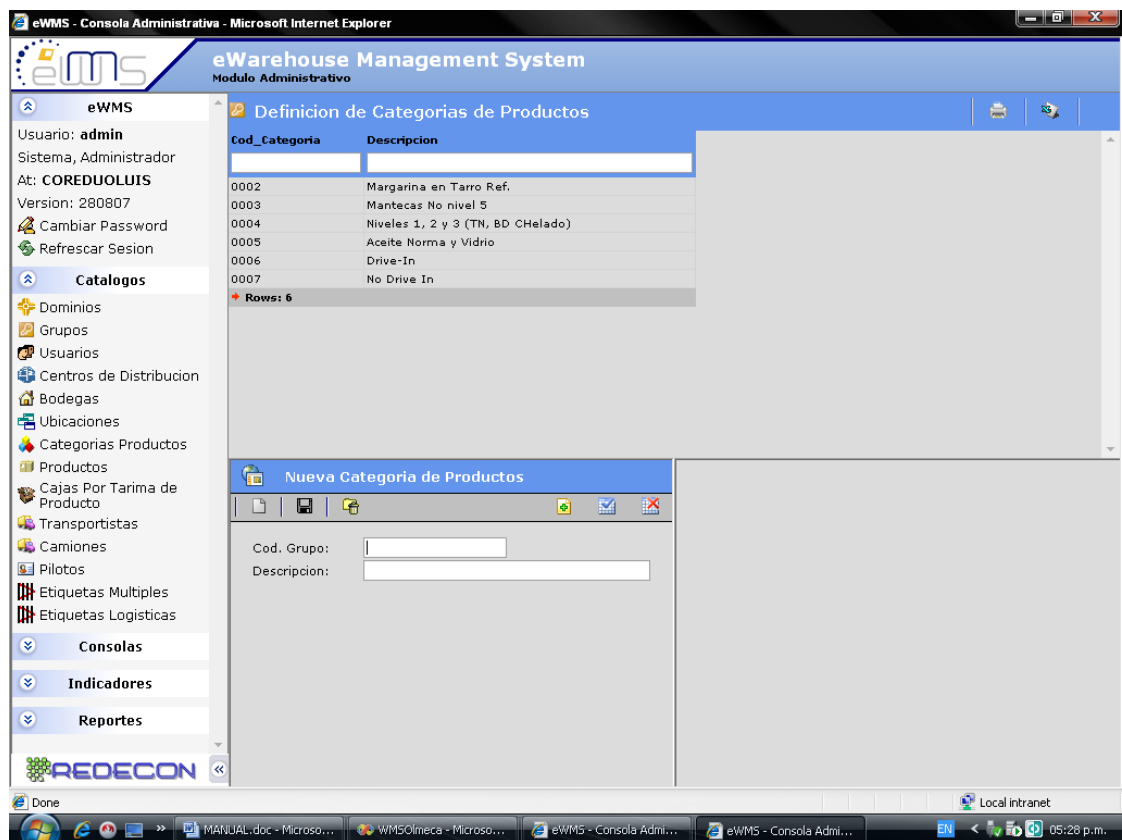 eWMS - Consola Administrativa - Microsoft Internet Explorer
eWMS
eWarehouse Management System
Modulo Administrativo
eWMS
Usuario: admin
Sistema, Administrador
At: COREDUOLUIS
Version: 280807
Cambiar Password
Refrescar Sesion
Catalogos
Dominios
Grupos
Usuarios
Centros de Distribucion
Bodegas
Ubicaciones
Categorias Productos
Productos
Cajas Por Tarima de
Producto
Transportistas
Camiones
Pilotos
Etiquetas Multiples
Etiquetas Logisticas
Consolas
Indicadores
Reportes
REDECON
Definicion de Categorias de Productos
Cod_Categoria Descripcion
0002 Margarina en Tarro Ref.
0003 Mantecas No nivel 5
0004 Niveles 1, 2 y 3 (TN, BD CHelado)
0005 Aceite Norma y Vidrio
0006 Drive-In
0007 No Drive In
Rows: 6
Nueva Categoria de Productos
Cod. Grupo:
Descripcion:
Done
Local intranet
MANUAL.doc - Microso...
WMSOlmeca - Microso...
eWMS - Consola Admi...
eWMS - Consola Admi...
EN
05:28 p.m.